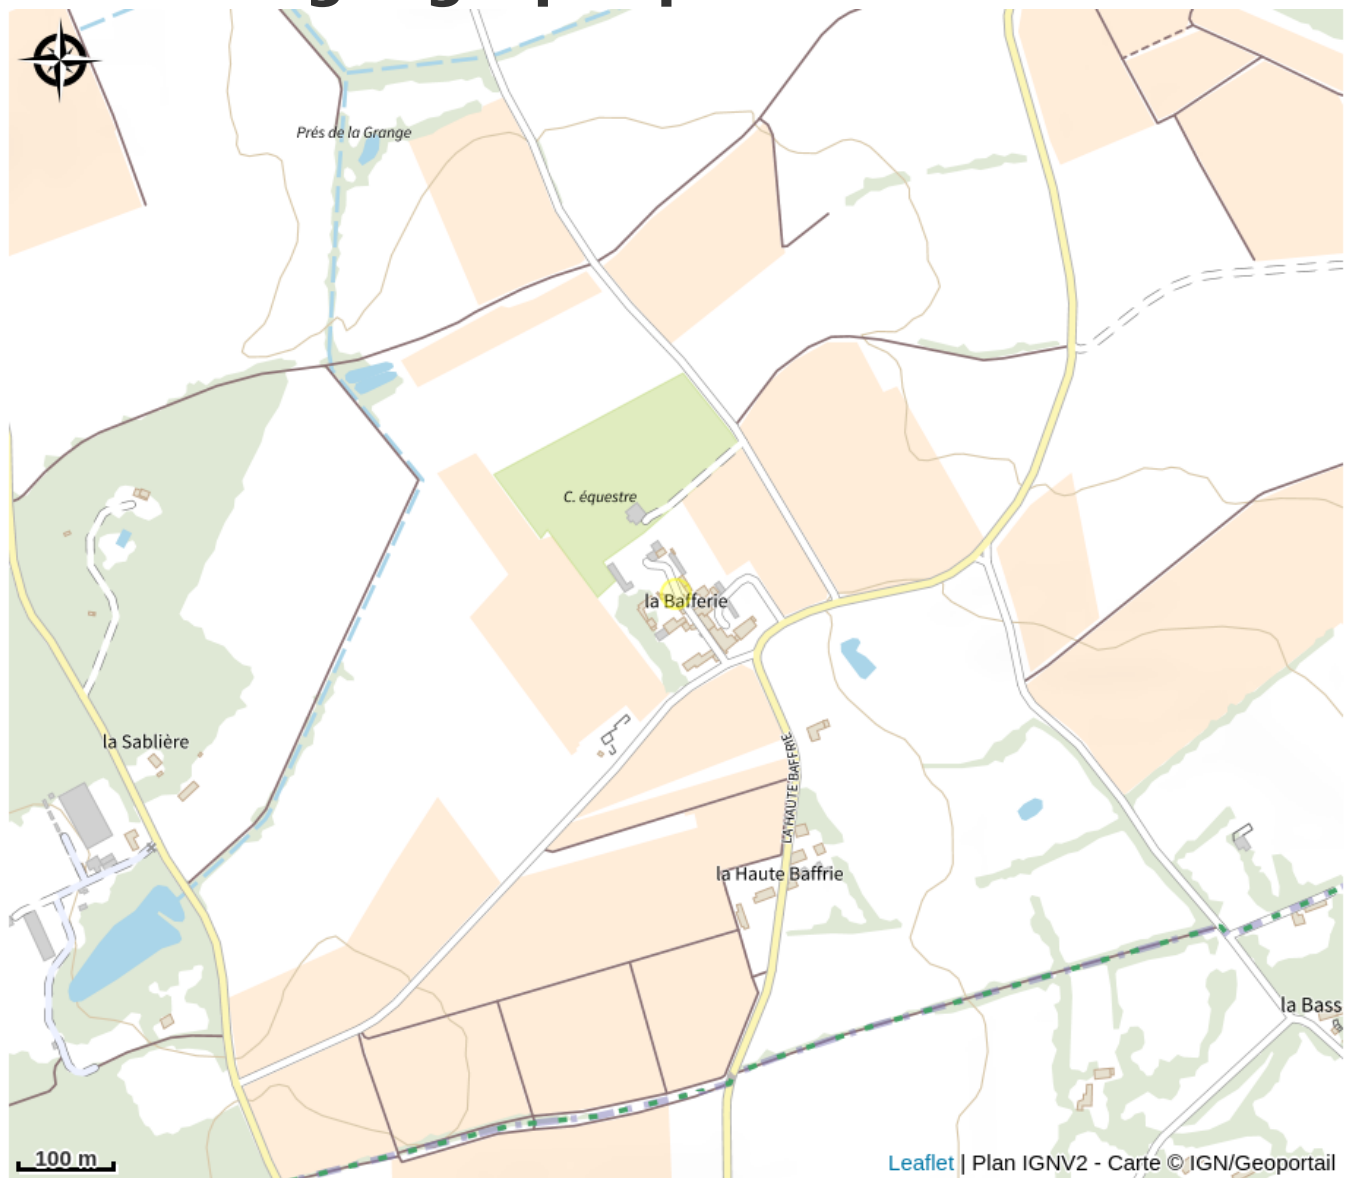 Prés de la Grange
C. équestre
la Bafferie
la Sablière
LA HAUTE BAFFRIE
la Haute Baffrie
la Bass
100 m
Leaflet | Plan IGNV2 - Carte © IGN/Geoportail